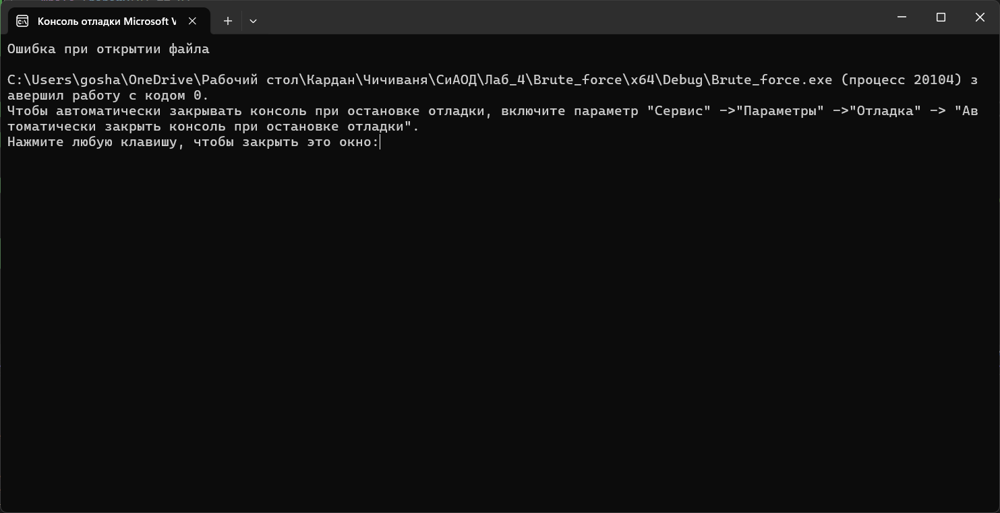 Консоль отладки Microsoft V
Ошибка при открытии файла
C:\Users\gosha\OneDrive\Рабочий стол\Кардан\Чичиваня\СиАОД\Лаб_4\Brute_force\x64\Debug\Brute_force.exe (процесс 20104) з
авершил работу с кодом 0.
Чтобы автоматически закрывать консоль при остановке отладки, включите параметр "Сервис" ->"Параметры" ->"Отладка" -> "Ав
томатически закрыть консоль при остановке отладки".
Нажмите любую клавишу, чтобы закрыть это окно: